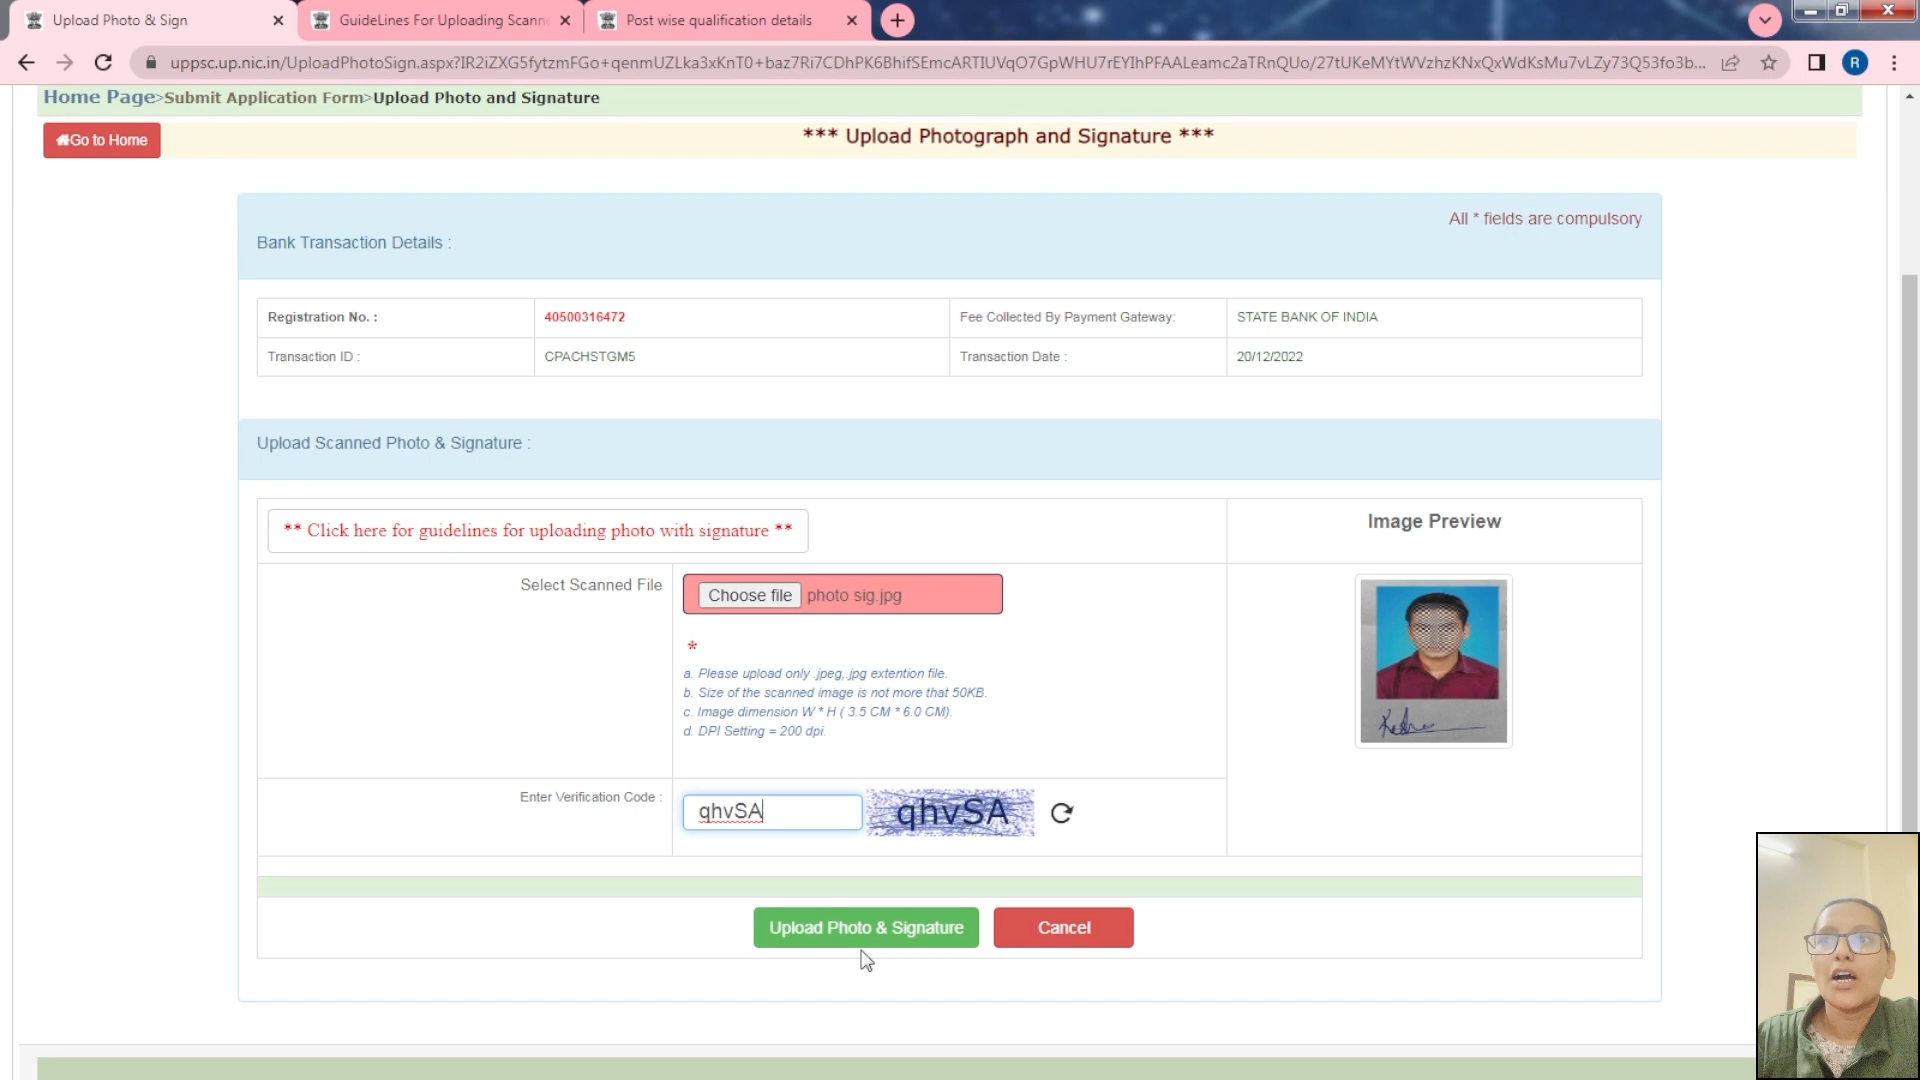 Upload Photo & Sign
GuideLines For Uploading Scann
Post wise qualification details
uppsc.up.nic.in/UploadPhotoSign.aspx?IR2iZXG5fytzmFGo+qenmUZLka3xKnT0+baz7Ri7CDhPK6BhifSEmcARTIUVqO7GpWHU7rEYIhPFAALeamc2aTRnQUo/27tUKeMYtWVzhzKNxQxWdKsMu7vLZy73Q53fo3b...
R
Home Page>Submit Application Form>Upload Photo and Signature
Go to Home
*** Upload Photograph and Signature ***
All * fields are compulsory
Bank Transaction Details :
Registration No. : 40500316472 Fee Collected By Payment Gateway: STATE BANK OF INDIA
Transaction ID : CPACHSTGM5 Transaction Date : 20/12/2022
Upload Scanned Photo & Signature :
** Click here for guidelines for uploading photo with signature **
Image Preview
Select Scanned File
Choose file photo sig.jpg
*
a. Please upload only .jpeg,.jpg extention file.
b. Size of the scanned image is not more that 50KB.
c. Image dimension W * H ( 3.5 CM * 6.0 CM).
d. DPI Setting = 200 dpi.
Enter Verification Code : qhvSA qhvSA
Upload Photo & Signature Cancel